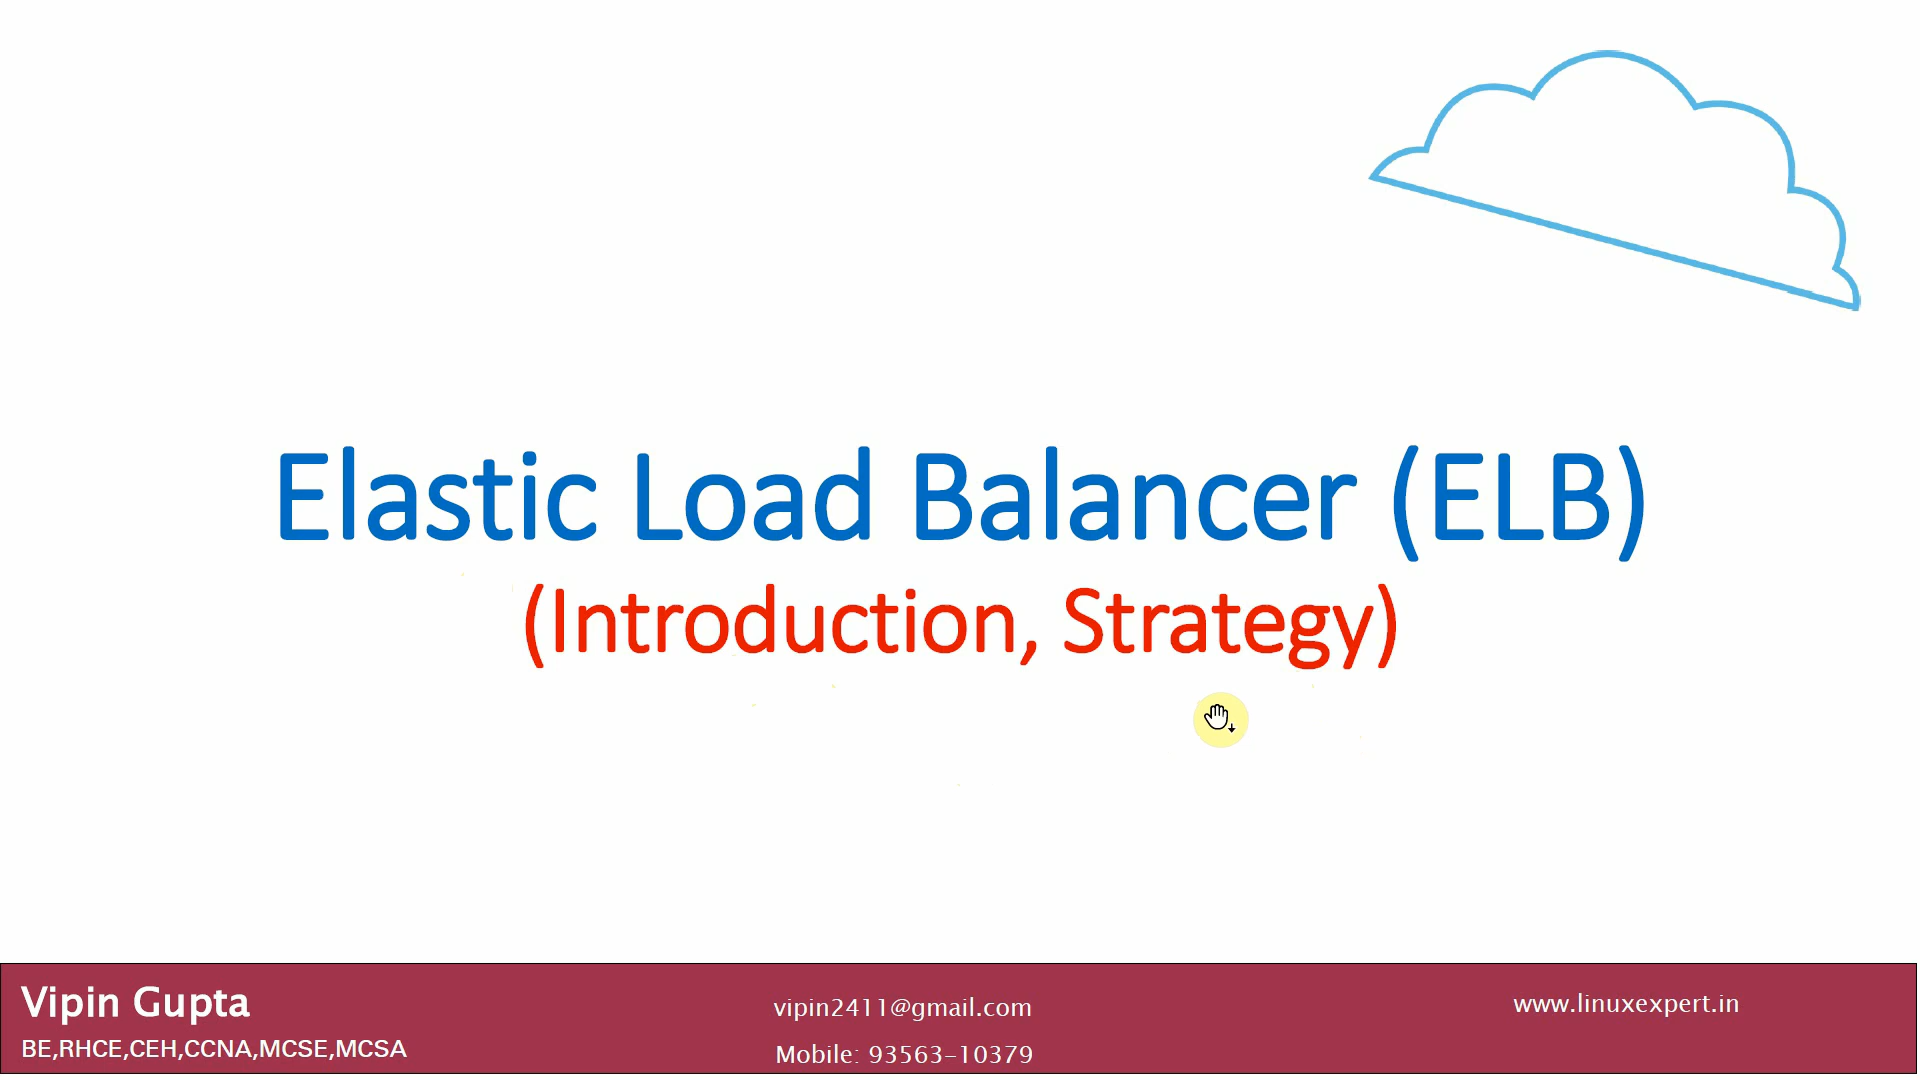 Elastic Load Balancer (ELB)
(Introduction, Strategy)
Vipin Gupta
BE,RHCE,CEH,CCNA,MCSE,MCSA
vipin2411@gmail.com
Mobile: 93563-10379
www.linuxexpert.in